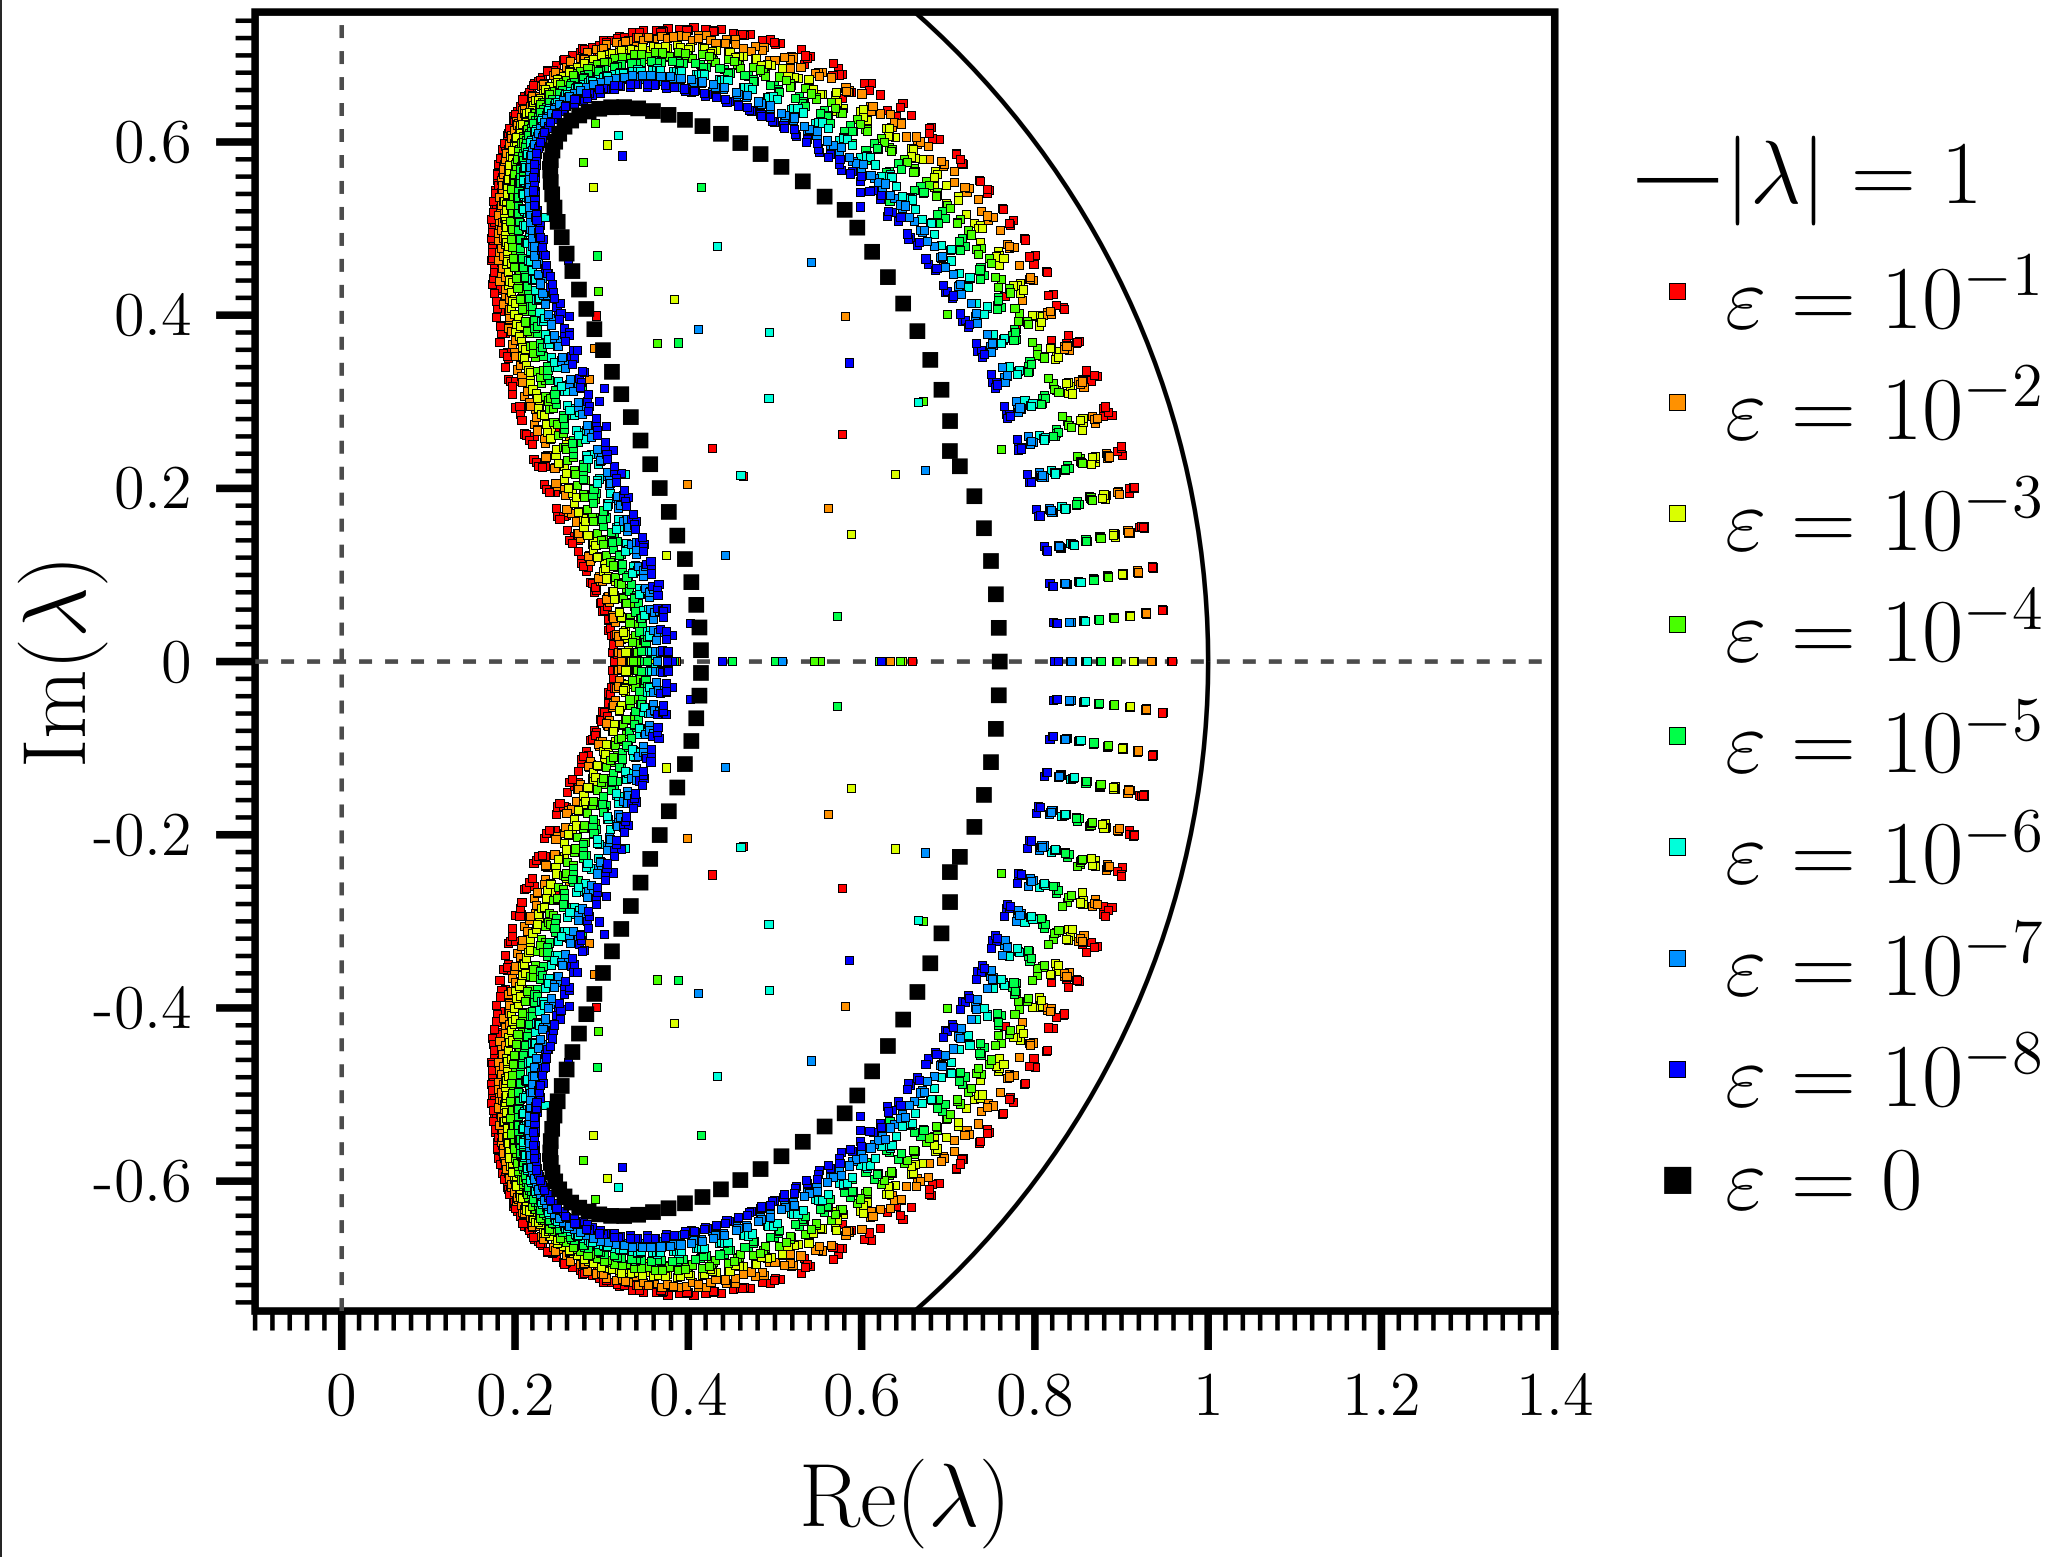 0.6
0.4
0.2
0
-0.2
-0.4
-0.6
Im(λ)
0 0.2 0.4 0.6 0.8 1 1.2 1.4
Re(λ)
|λ| = 1
ε = 10⁻¹
ε = 10⁻²
ε = 10⁻³
ε = 10⁻⁴
ε = 10⁻⁵
ε = 10⁻⁶
ε = 10⁻⁷
ε = 10⁻⁸
ε = 0